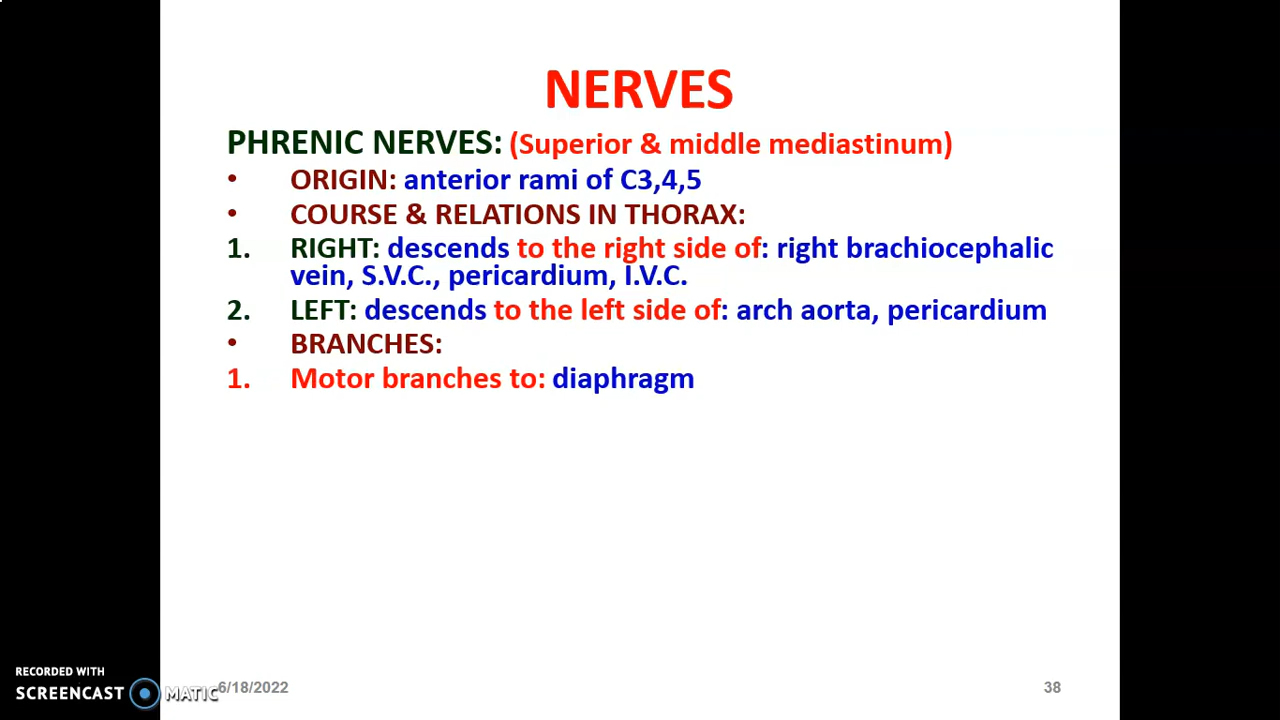 NERVES
PHRENIC NERVES: (Superior & middle mediastinum)
• ORIGIN: anterior rami of C3,4,5
• COURSE & RELATIONS IN THORAX:
1. RIGHT: descends to the right side of: right brachiocephalic
vein, S.V.C., pericardium, I.V.C.
2. LEFT: descends to the left side of: arch aorta, pericardium
• BRANCHES:
1. Motor branches to: diaphragm
RECORDED WITH
SCREENCAST MATIC
6/18/2022
38